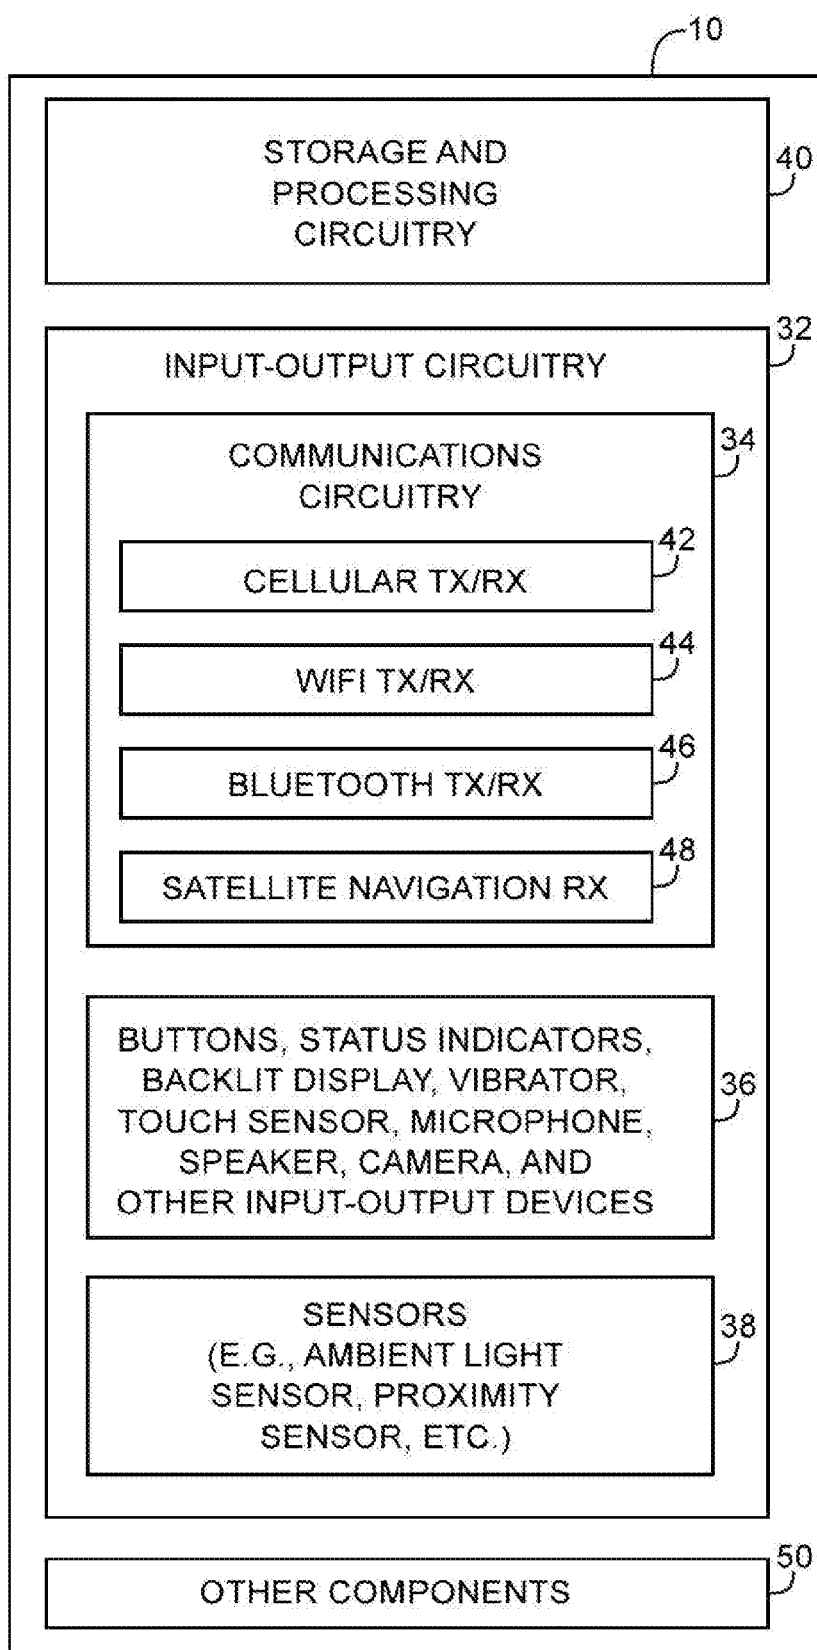 10
STORAGE AND
PROCESSING
CIRCUITRY
40
32
INPUT-OUTPUT CIRCUITRY
COMMUNICATIONS
CIRCUITRY
34
42
CELLULAR TX/RX
44
WIFI TX/RX
46
BLUETOOTH TX/RX
48
SATELLITE NAVIGATION RX
BUTTONS, STATUS INDICATORS,
BACKLIT DISPLAY, VIBRATOR,
TOUCH SENSOR, MICROPHONE,
SPEAKER, CAMERA, AND
OTHER INPUT-OUTPUT DEVICES
36
SENSORS
(E.G., AMBIENT LIGHT
SENSOR, PROXIMITY
SENSOR, ETC.)
38
50
OTHER COMPONENTS